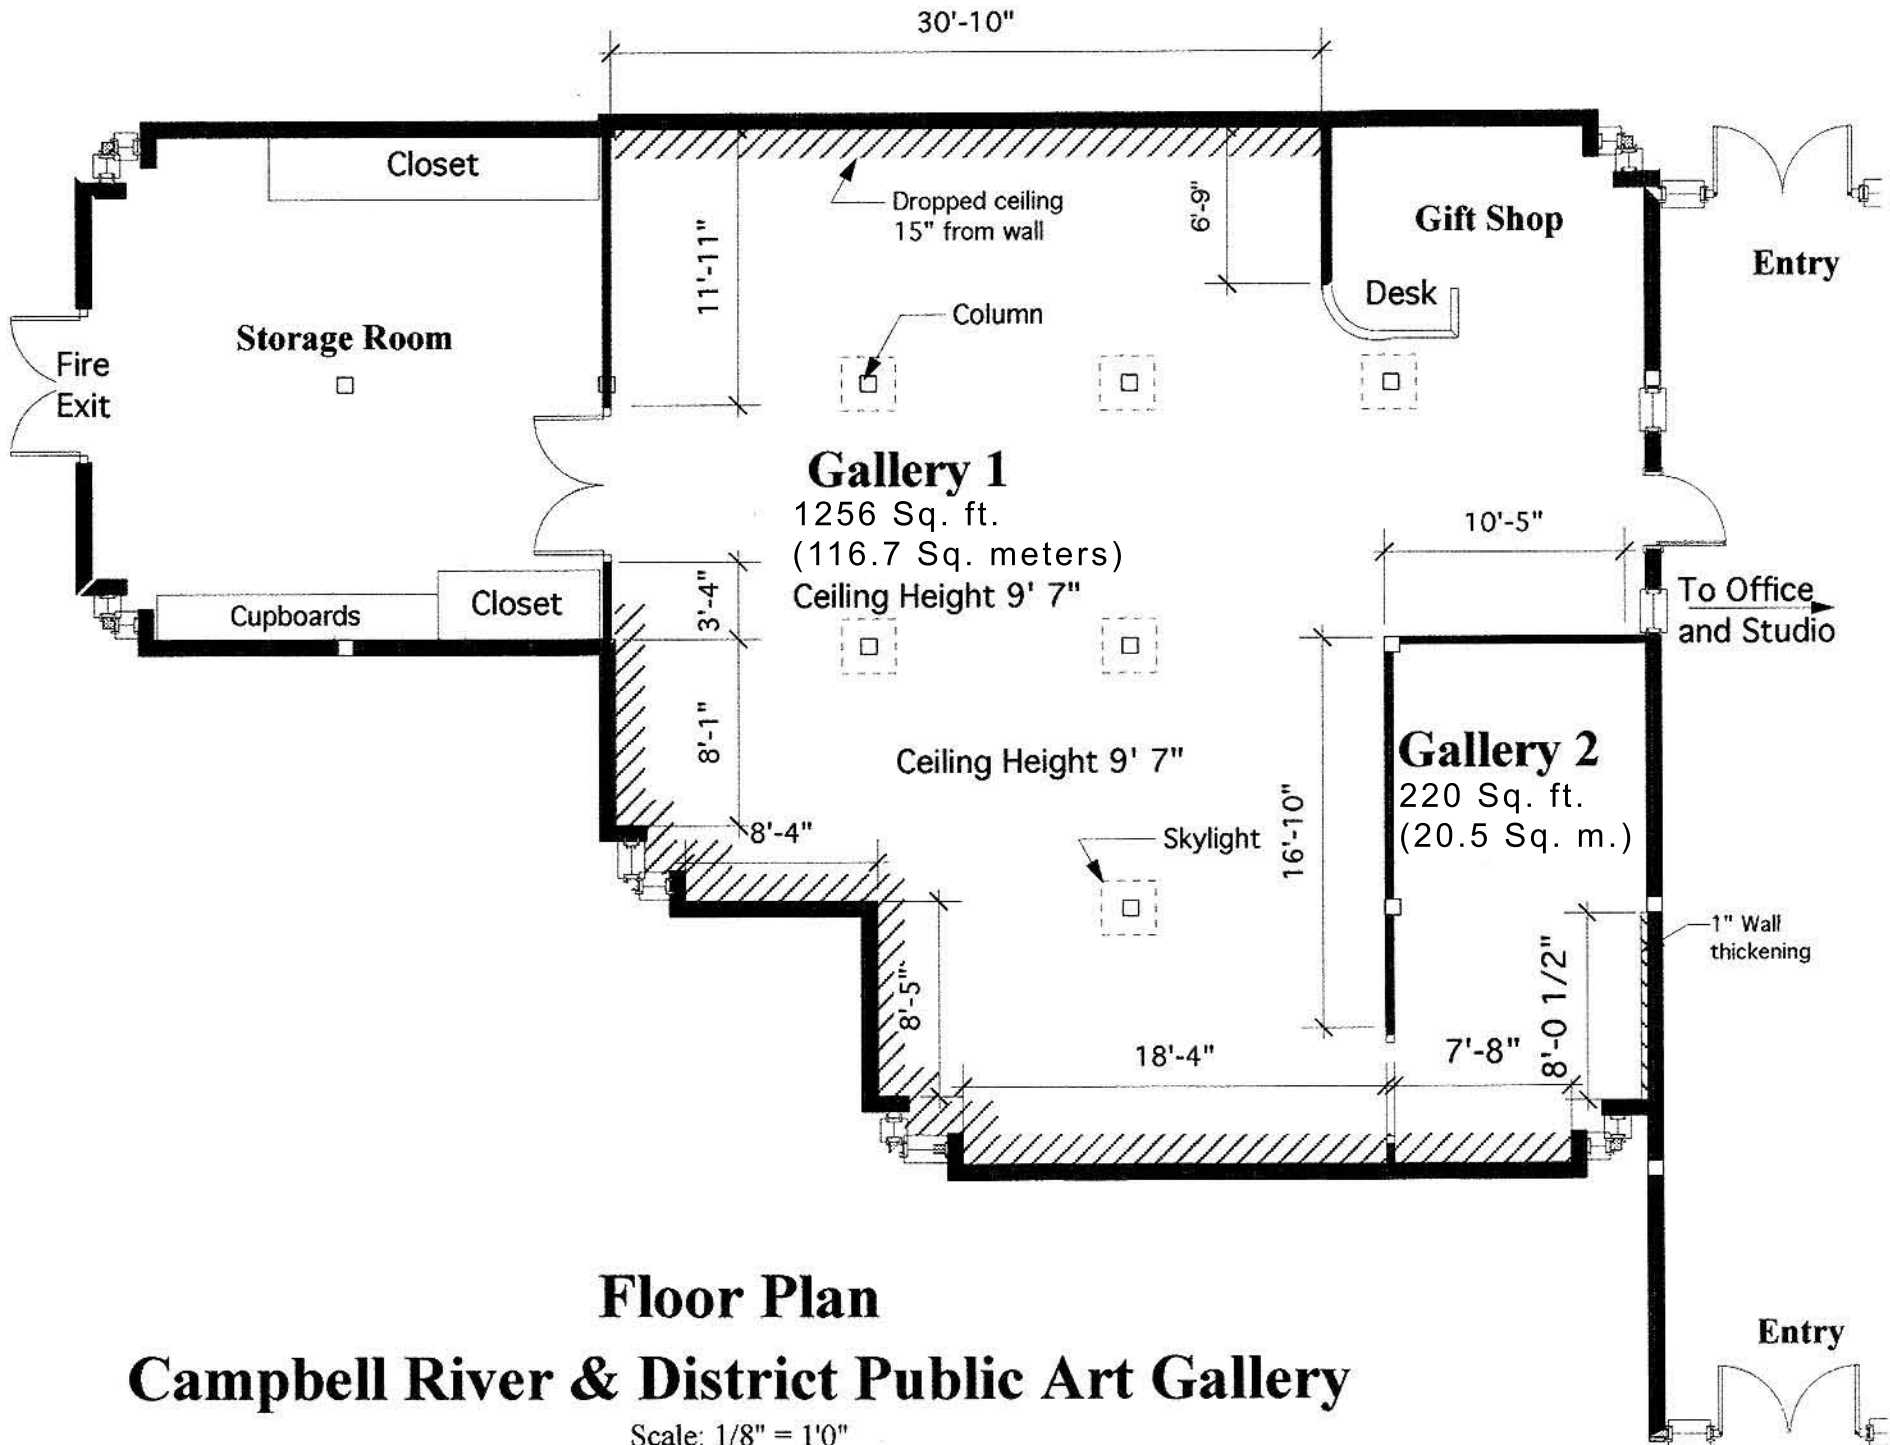 30'-10"
Closet
Dropped ceiling
15" from wall
6'-9"
Gift Shop
Entry
11'-11"
Desk
Column
Storage Room
Fire
Exit
Gallery 1
1256 Sq. ft.
(116.7 Sq. meters)
Ceiling Height 9' 7"
10'-5"
To Office
and Studio
3'-4"
Cupboards
Closet
8'-1"
Ceiling Height 9' 7"
Gallery 2
220 Sq. ft.
(20.5 Sq. m.)
8'-4"
Skylight
16'-10"
1" Wall
thickening
8'-5"
18'-4"
7'-8"
8'-0 1/2"
Floor Plan
Entry
Campbell River & District Public Art Gallery
Scale: 1/8" = 1'0"